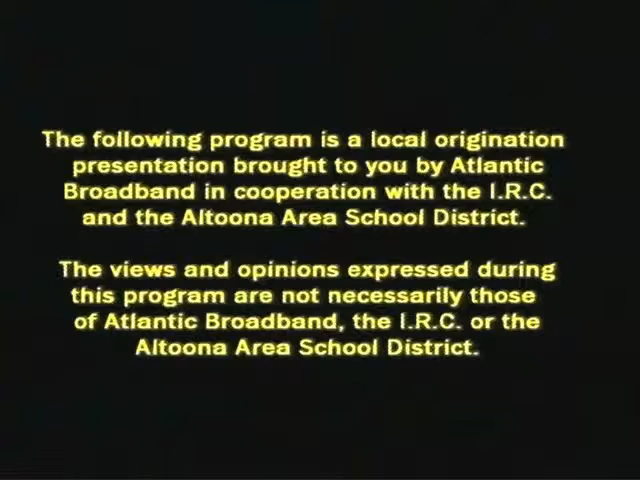 The following program is a local origination
presentation brought to you by Atlantic
Broadband in cooperation with the I.R.C.
and the Altoona Area School District.
The views and opinions expressed during
this program are not necessarily those
of Atlantic Broadband, the I.R.C. or the
Altoona Area School District.